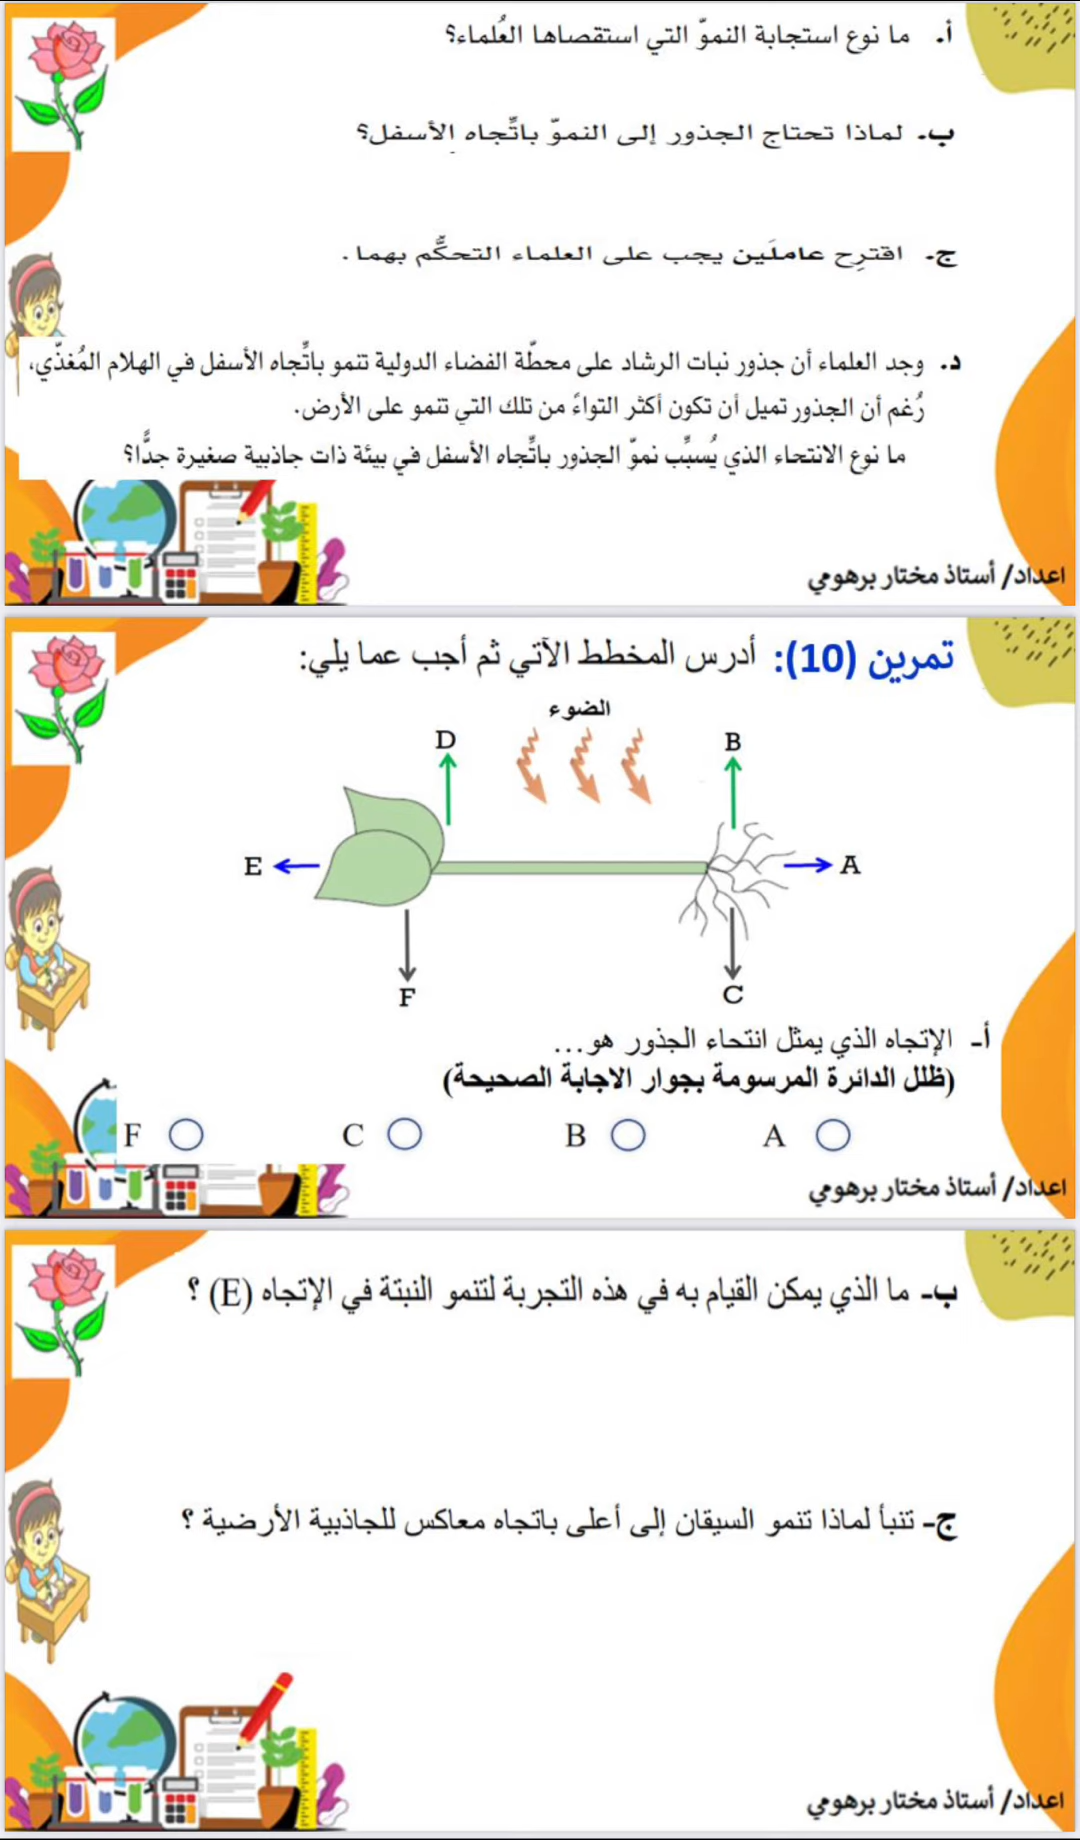 أ. ما نوع استجابة النموّ التي استقصاها العُلماء؟
ب- لماذا تحتاج الجذور إلى النموّ باتّجاه الأسفل؟
ج- اقترِح عاملَين يجب على العلماء التحكُّم بهما .
د. وجد العلماء أن جذور نبات الرشاد على محطّة الفضاء الدولية تنمو باتّجاه الأسفل في الهلام المُغذّي،
رُغم أن الجذور تميل أن تكون أكثر التواءً من تلك التي تنمو على الأرض.
ما نوع الانتحاء الذي يُسبِّب نموّ الجذور باتّجاه الأسفل في بيئة ذات جاذبية صغيرة جدًّا؟
اعداد/ أستاذ مختار برهومي
تمرين (10): أدرس المخطط الآتي ثم أجب عما يلي:
الضوء
D
B
E
A
F
C
أ- الإتجاه الذي يمثل انتحاء الجذور هو...
(ظلل الدائرة المرسومة بجوار الاجابة الصحيحة)
A B C F
اعداد/ أستاذ مختار برهومي
ب- ما الذي يمكن القيام به في هذه التجربة لتنمو النبتة في الإتجاه (E) ؟
ج- تنبأ لماذا تنمو السيقان إلى أعلى باتجاه معاكس للجاذبية الأرضية ؟
اعداد/ أستاذ مختار برهومي